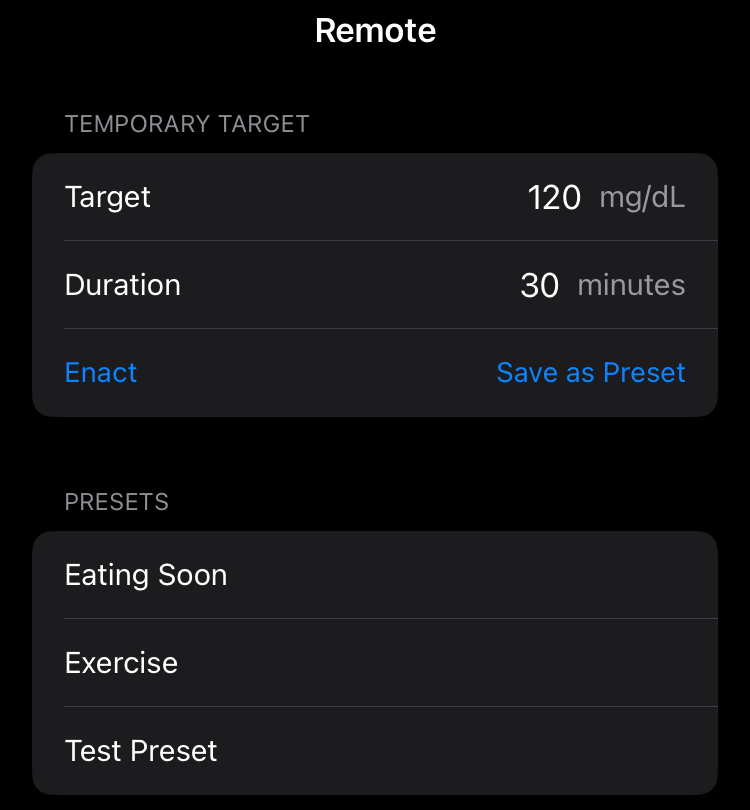 Remote
TEMPORARY TARGET
Target 120 mg/dL
Duration 30 minutes
Enact Save as Preset
PRESETS
Eating Soon
Exercise
Test Preset